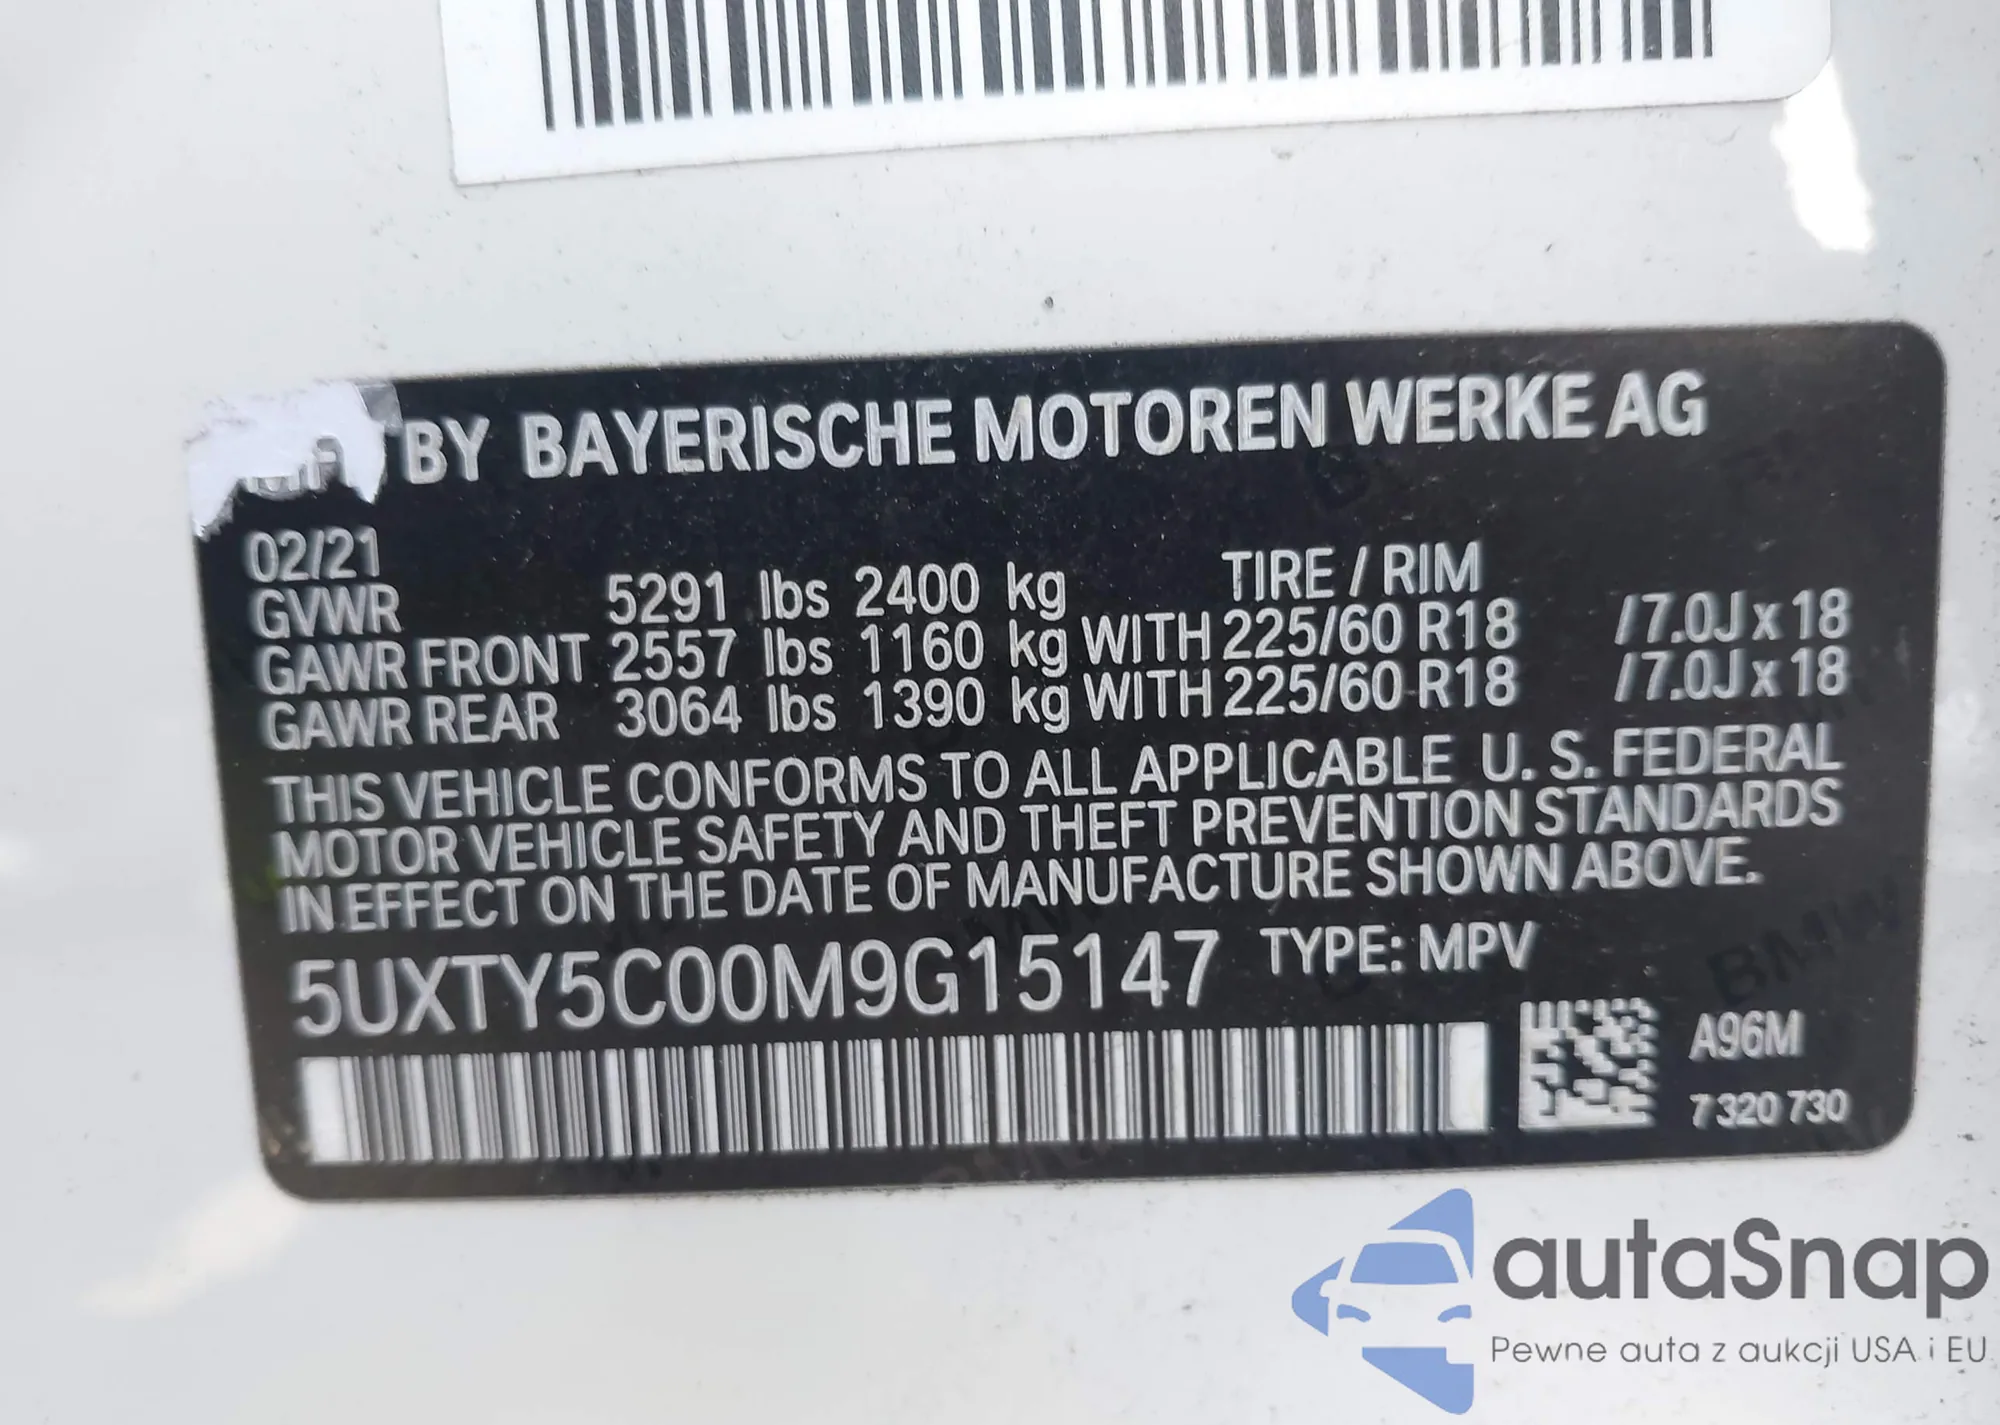 BY BAYERISCHE MOTOREN WERKE AG
02/21
GVWR 5291 lbs 2400 kg TIRE / RIM
GAWR FRONT 2557 lbs 1160 kg WITH 225/60 R18 /7.0J x 18
GAWR REAR 3064 lbs 1390 kg WITH 225/60 R18 /7.0J x 18
THIS VEHICLE CONFORMS TO ALL APPLICABLE U. S. FEDERAL
MOTOR VEHICLE SAFETY AND THEFT PREVENTION STANDARDS
IN EFFECT ON THE DATE OF MANUFACTURE SHOWN ABOVE.
5UXTY5C00M9G15147 TYPE: MPV
A96M
7 320 730
autaSnap
Pewne auta z aukcji USA i EU